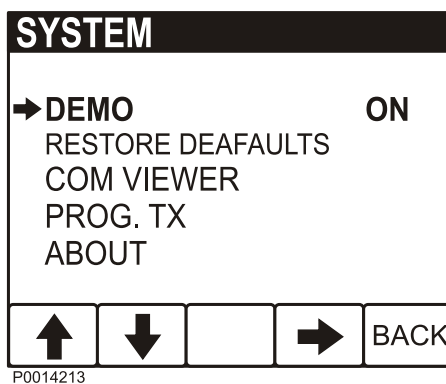 SYSTEM
DEMO ON
RESTORE DEAFAULTS
COM VIEWER
PROG. TX
ABOUT
BACK
P0014213